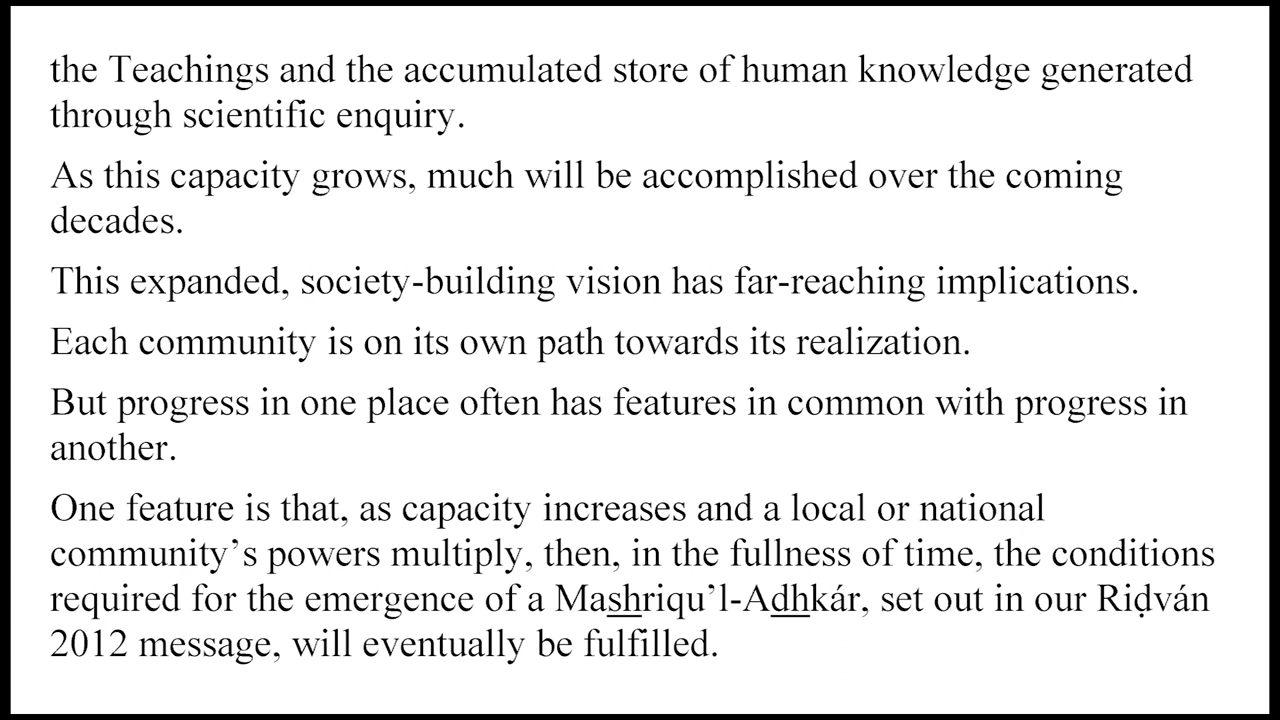 the Teachings and the accumulated store of human knowledge generated
through scientific enquiry.
As this capacity grows, much will be accomplished over the coming
decades.
This expanded, society-building vision has far-reaching implications.
Each community is on its own path towards its realization.
But progress in one place often has features in common with progress in
another.
One feature is that, as capacity increases and a local or national
community’s powers multiply, then, in the fullness of time, the conditions
required for the emergence of a Mashriqu’l-Adhkár, set out in our Riḍván
2012 message, will eventually be fulfilled.